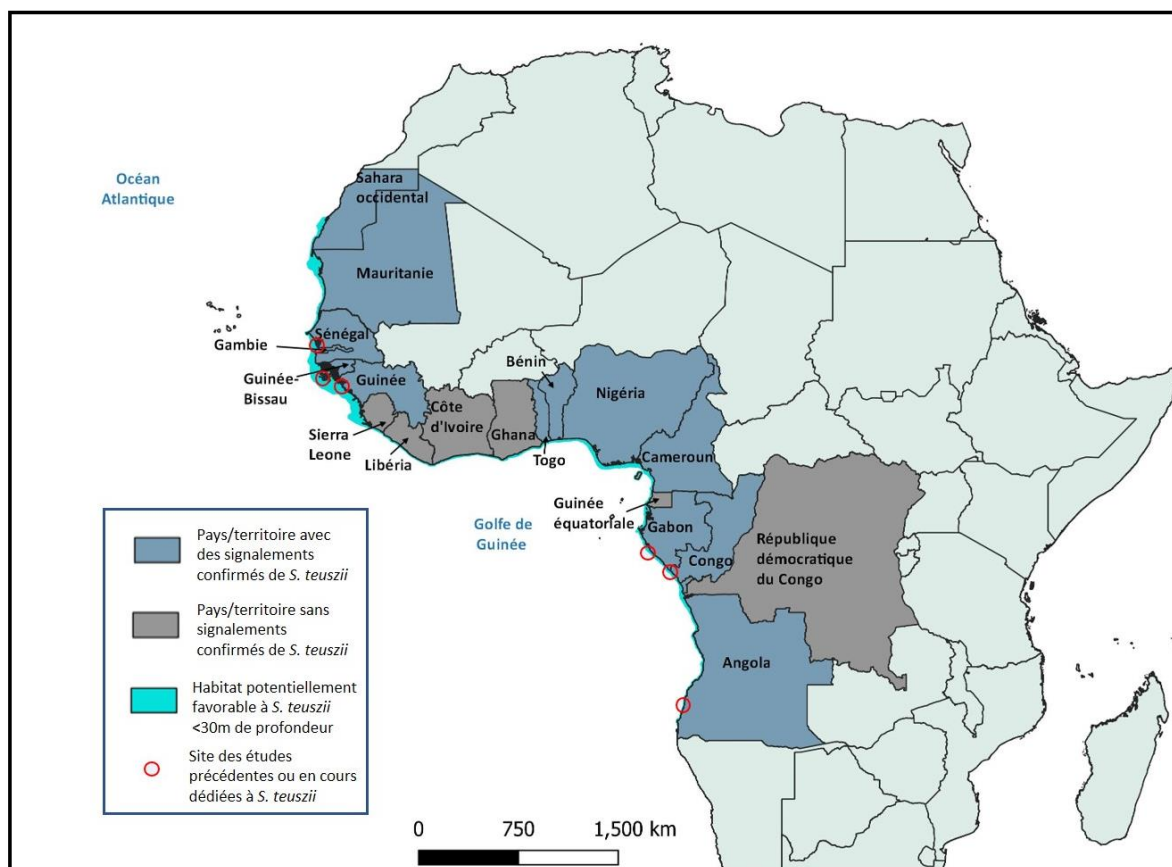 Océan
Atlantique
Sahara
occidental
Mauritanie
Sénégal
Gambie
Guinée-
Bissau
Guinée
Sierra
Leone
Libéria
Côte
d'Ivoire
Ghana
Togo
Bénin
Nigéria
Cameroun
Guinée
équatoriale
Golfe de
Guinée
Gabon
Congo
République
démocratique
du Congo
Angola
Pays/territoire avec
des signalements
confirmés de S. teuszii
Pays/territoire sans
signalements
confirmés de S. teuszii
Habitat potentiellement
favorable à S. teuszii
<30m de profondeur
Site des études
précédentes ou en cours
dédiées à S. teuszii
0 750 1,500 km